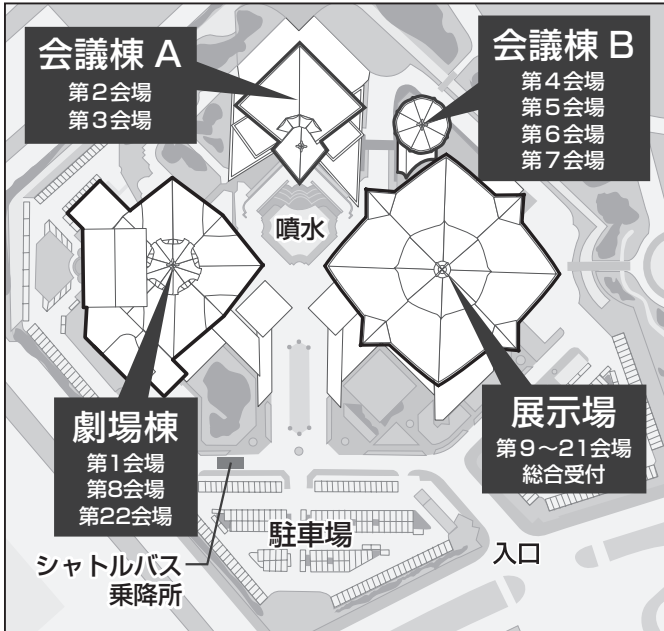 会議棟 A
第2会場
第3会場
会議棟 B
第4会場
第5会場
第6会場
第7会場
噴水
劇場棟
第1会場
第8会場
第22会場
展示場
第9～21会場
総合受付
駐車場
シャトルバス
乗降所
入口